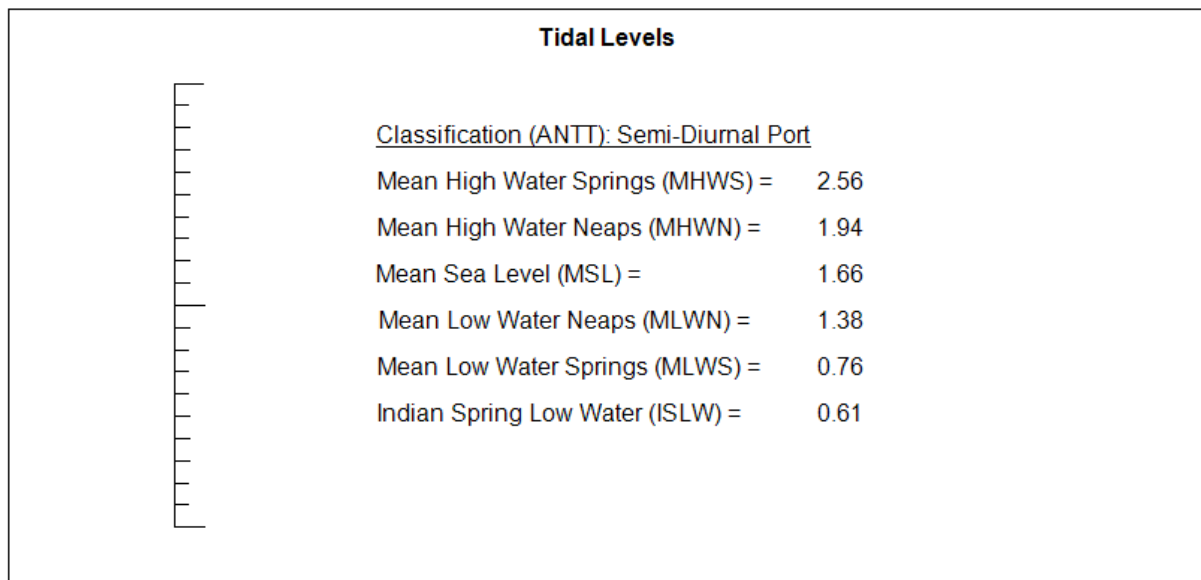 Tidal Levels
Classification (ANTT): Semi-Diurnal Port
Mean High Water Springs (MHWS) = 2.56
Mean High Water Neaps (MHWN) = 1.94
Mean Sea Level (MSL) = 1.66
Mean Low Water Neaps (MLWN) = 1.38
Mean Low Water Springs (MLWS) = 0.76
Indian Spring Low Water (ISLW) = 0.61